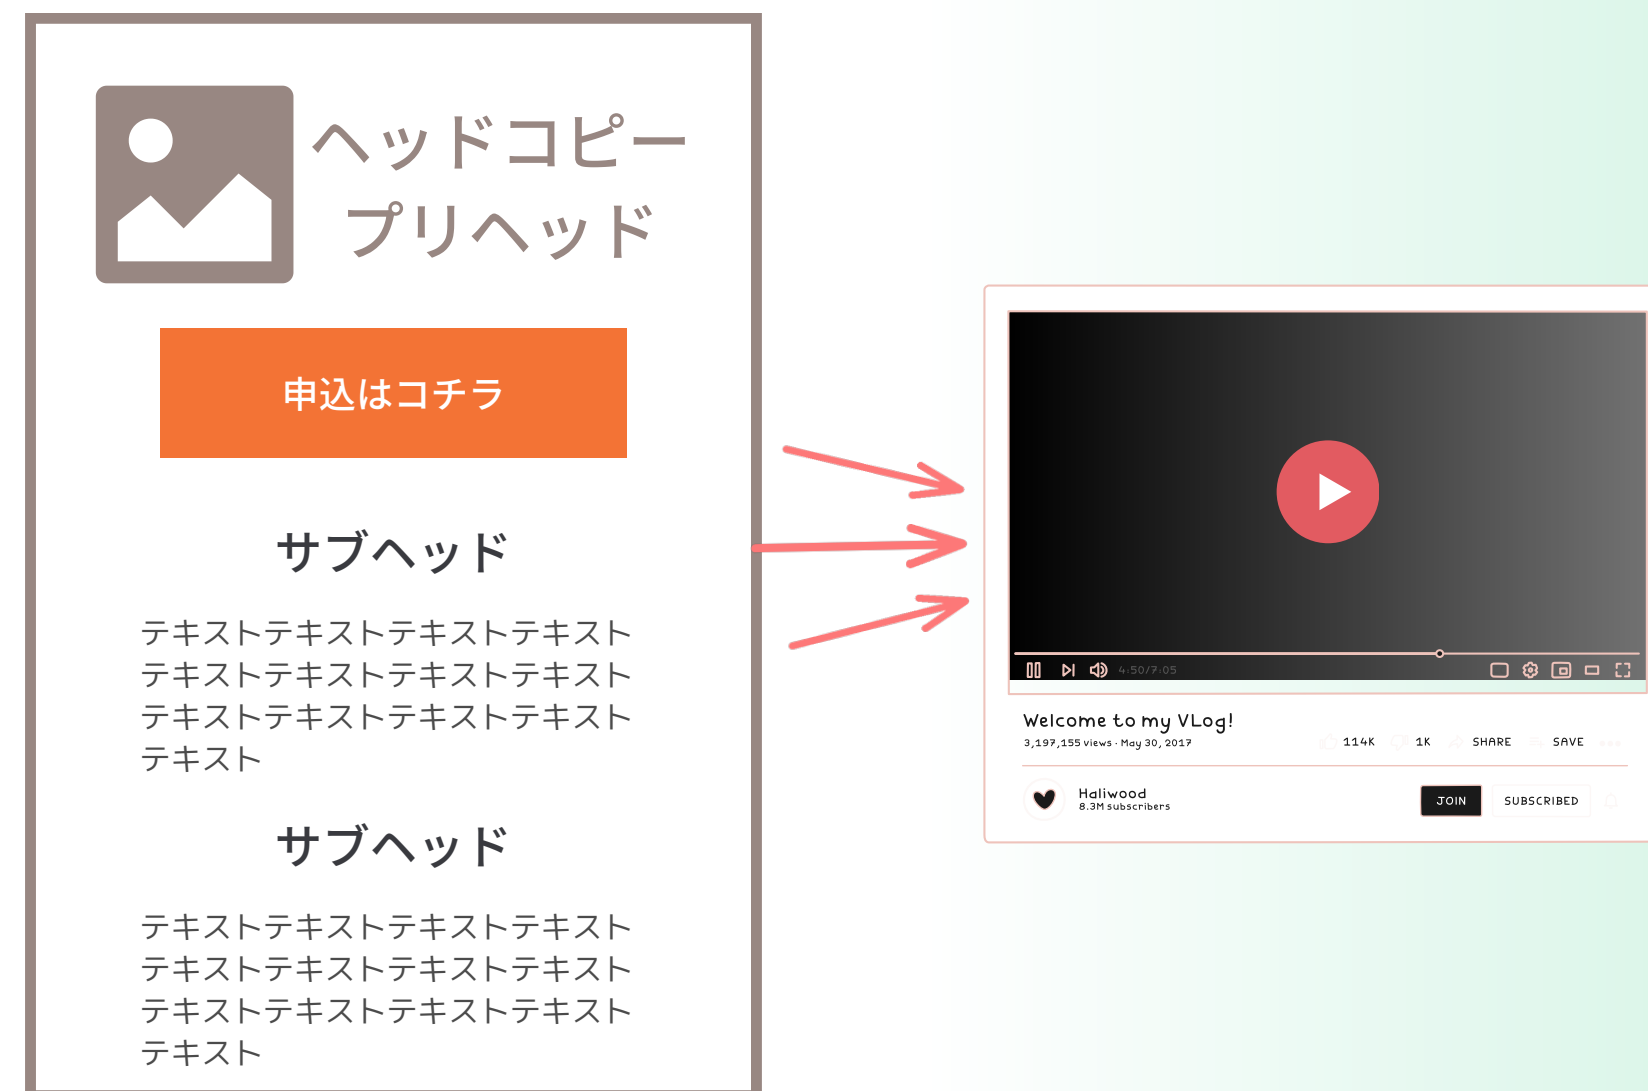 ヘッドコピー
プリヘッド
申込はコチラ
サブヘッド
テキストテキストテキストテキスト
テキストテキストテキストテキスト
テキストテキストテキストテキスト
テキスト
サブヘッド
テキストテキストテキストテキスト
テキストテキストテキストテキスト
テキストテキストテキストテキスト
テキスト
4:50/7:05
Welcome to my VLog!
3,197,155 views · May 30, 2017
114K 1K SHARE SAVE
Haliwood
8.3M subscribers
JOIN SUBSCRIBED